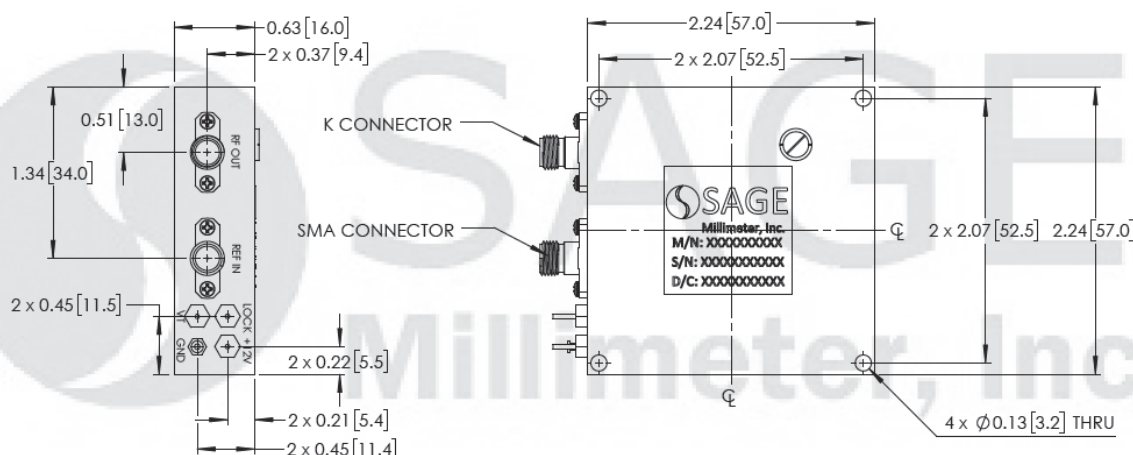 0.63 [16.0]
2 x 0.37 [9.4]
0.51 [13.0]
1.34 [34.0]
RF OUT
REF IN
2 x 0.45 [11.5]
VT
LOCK
GND
+12V
2 x 0.22 [5.5]
2 x 0.21 [5.4]
2 x 0.45 [11.4]
2.24 [57.0]
2 x 2.07 [52.5]
K CONNECTOR
SMA CONNECTOR
SAGE
Millimeter, Inc.
M/N: XXXXXXXXXX
S/N: XXXXXXXXXXX
D/C: XXXXXXXXXXX
℄
2 x 2.07 [52.5]
2.24 [57.0]
℄
4 x Ø0.13 [3.2] THRU
SAGE
Millimeter, Inc